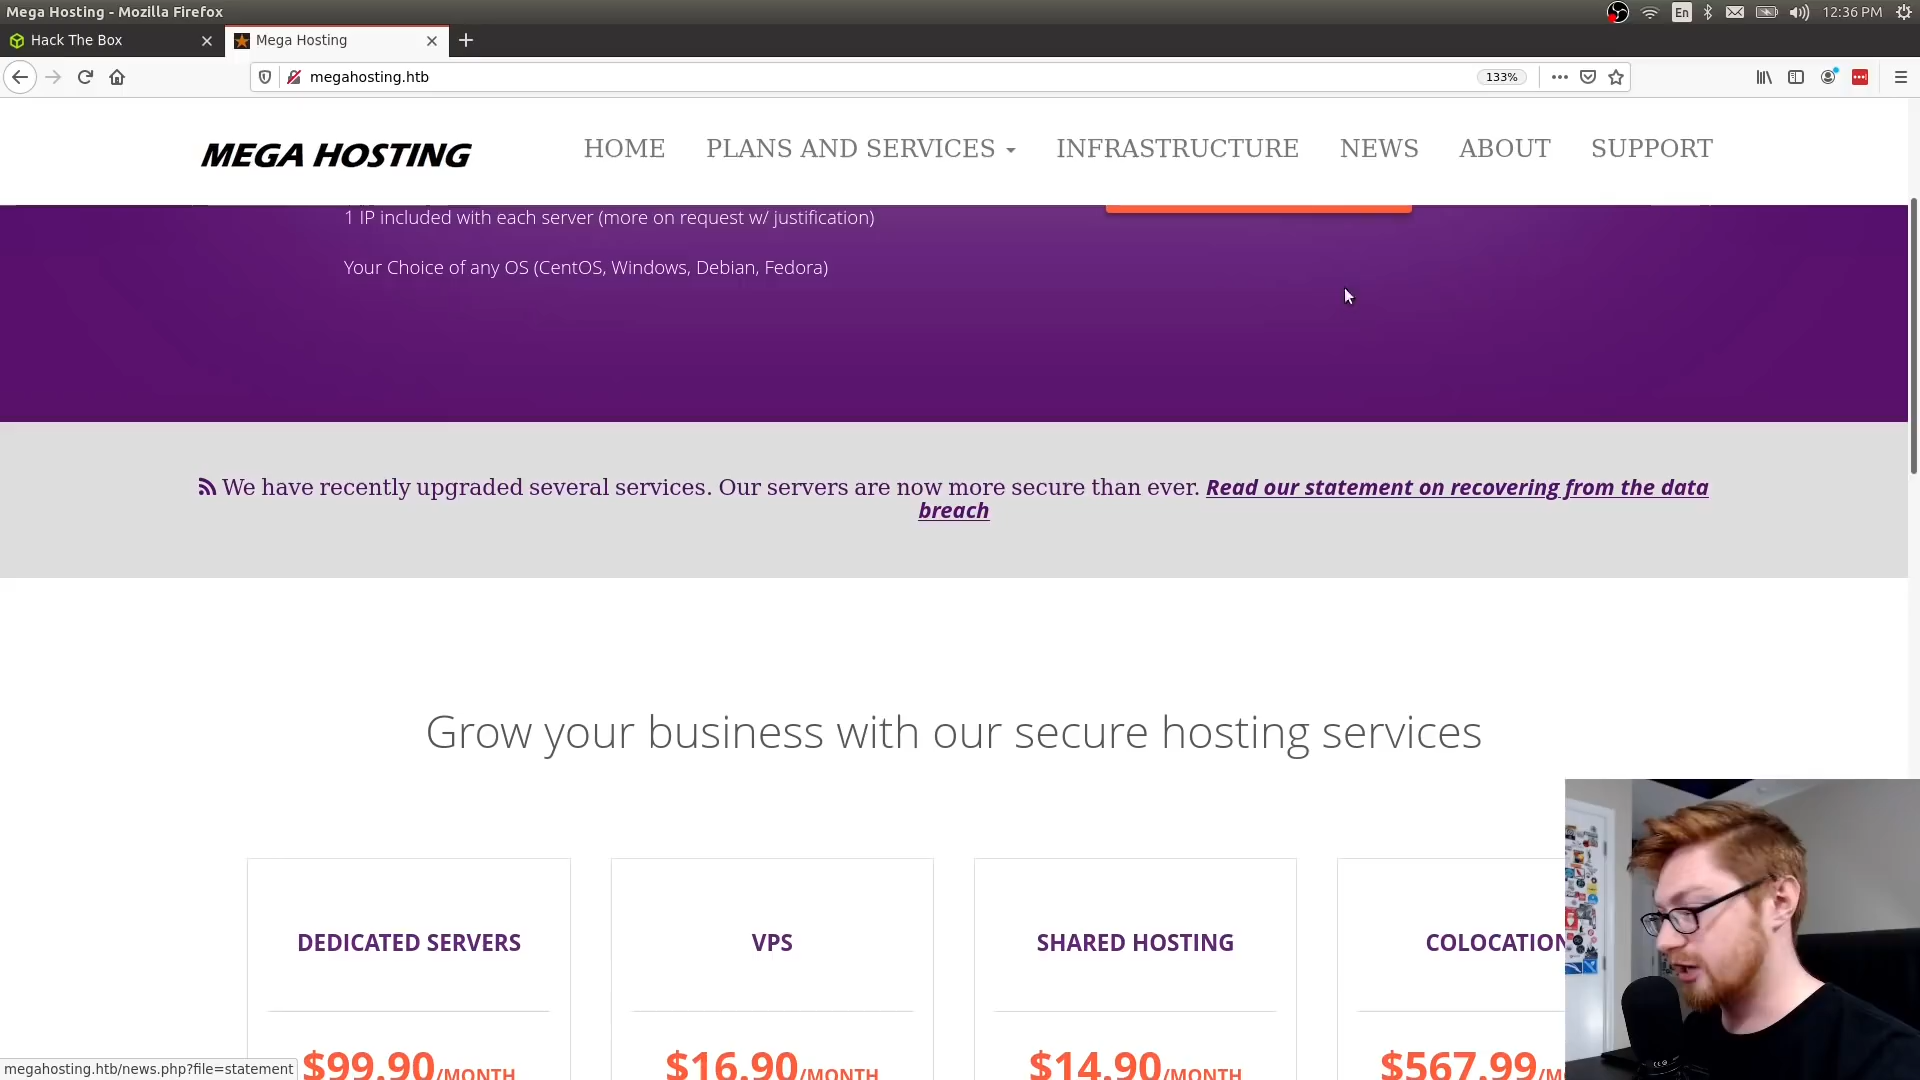 Mega Hosting - Mozilla Firefox
En
12:36 PM
Hack The Box
Mega Hosting
megahosting.htb
133%
MEGA HOSTING
HOME
PLANS AND SERVICES
INFRASTRUCTURE
NEWS
ABOUT
SUPPORT
1 IP included with each server (more on request w/ justification)
Your Choice of any OS (CentOS, Windows, Debian, Fedora)
We have recently upgraded several services. Our servers are now more secure than ever. Read our statement on recovering from the data
breach
Grow your business with our secure hosting services
DEDICATED SERVERS
VPS
SHARED HOSTING
COLOCATION
$99.90/MONTH
$16.90/MONTH
$14.90/MONTH
$567.99/M
megahosting.htb/news.php?file=statement